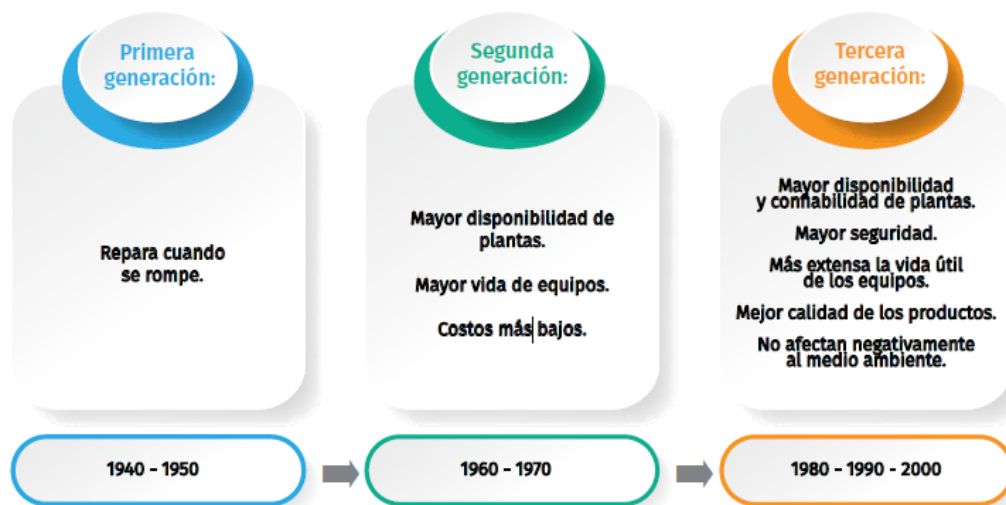 Primera
generación:
Repara cuando
se rompe.
1940 - 1950
Segunda
generación:
Mayor disponibilidad de
plantas.
Mayor vida de equipos.
Costos más bajos.
1960 - 1970
Tercera
generación:
Mayor disponibilidad
y confiabilidad de plantas.
Mayor seguridad.
Más extensa la vida útil
de los equipos.
Mejor calidad de los productos.
No afectan negativamente
al medio ambiente.
1980 - 1990 - 2000